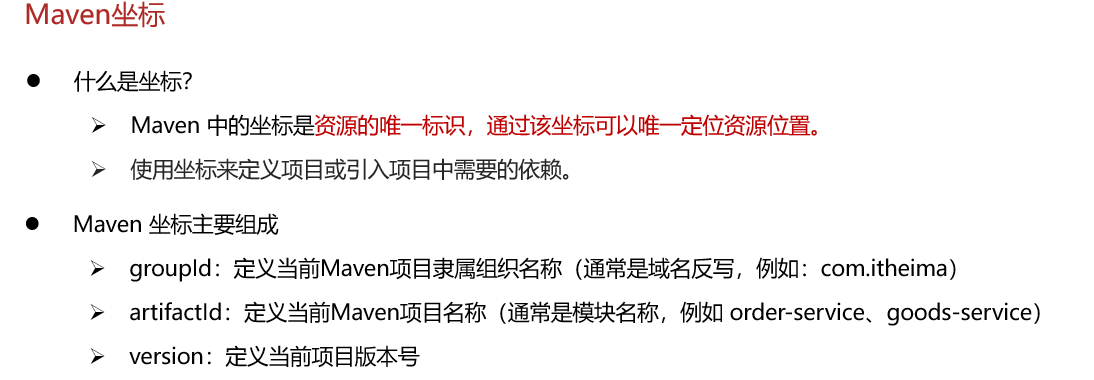 Maven坐标
● 什么是坐标？
➢ Maven 中的坐标是资源的唯一标识，通过该坐标可以唯一定位资源位置。
➢ 使用坐标来定义项目或引入项目中需要的依赖。
● Maven 坐标主要组成
➢ groupId：定义当前Maven项目隶属组织名称（通常是域名反写，例如：com.itheima）
➢ artifactId：定义当前Maven项目名称（通常是模块名称，例如 order-service、goods-service）
➢ version：定义当前项目版本号